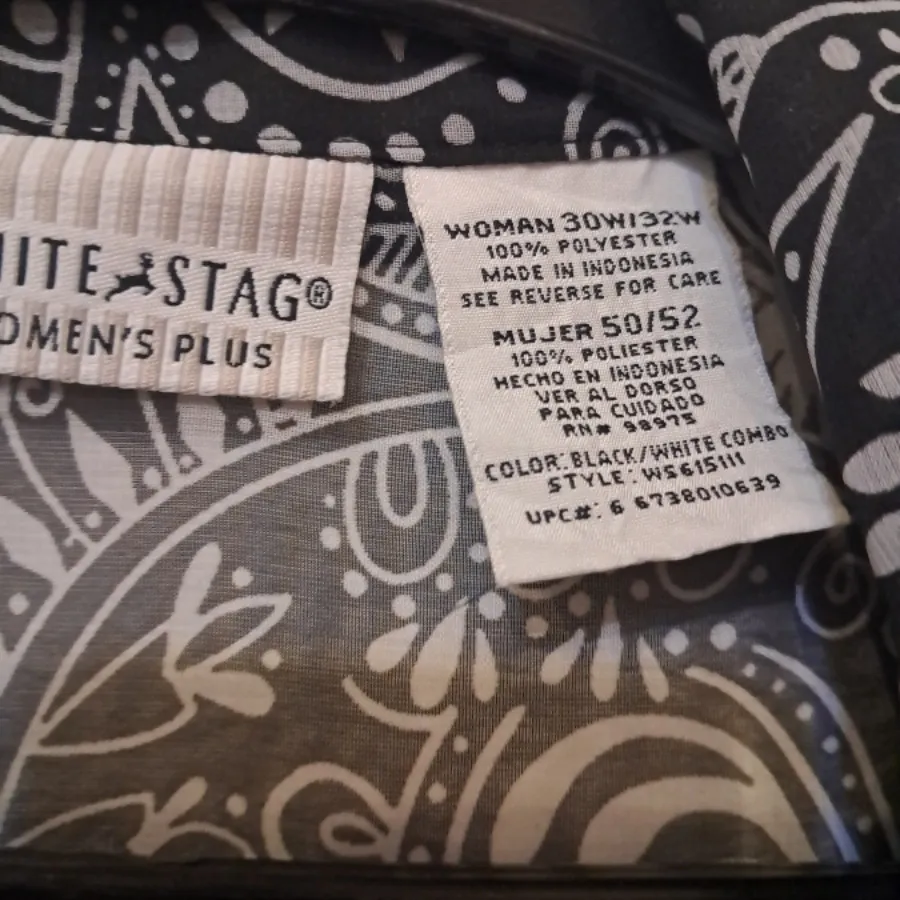 HITE STAG®
OMEN'S PLUS
WOMAN 30W/32W
100% POLYESTER
MADE IN INDONESIA
SEE REVERSE FOR CARE
MUJER 50/52
100% POLIESTER
HECHO EN INDONESIA
VER AL DORSO
PARA CUIDADO
RN# 98975
COLOR: BLACK/WHITE COMBO
STYLE: WS615111
UPC#: 6 6738010639